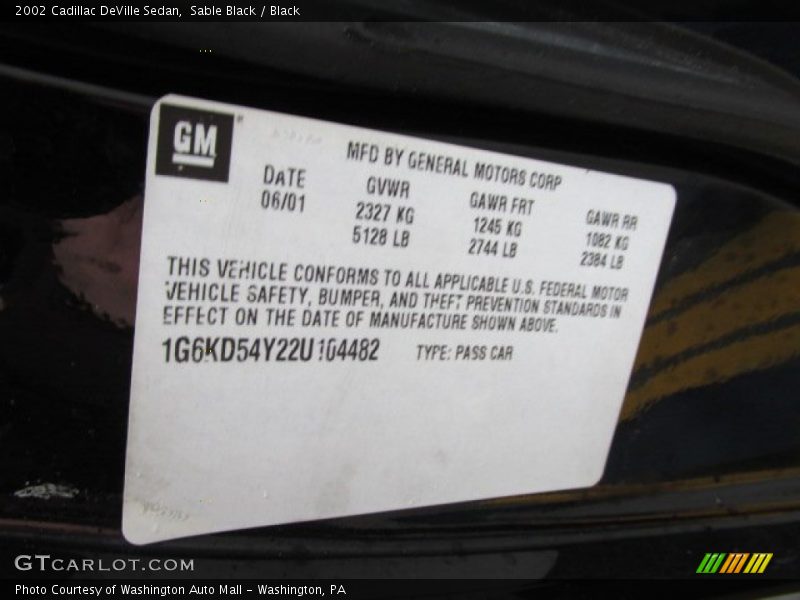 2002 Cadillac DeVille Sedan, Sable Black / Black
GM
MFD BY GENERAL MOTORS CORP
DATE GVWR GAWR FRT GAWR RR
06/01 2327 KG 1245 KG 1082 KG
5128 LB 2744 LB 2384 LB
THIS VEHICLE CONFORMS TO ALL APPLICABLE U.S. FEDERAL MOTOR
VEHICLE SAFETY, BUMPER, AND THEFT PREVENTION STANDARDS IN
EFFECT ON THE DATE OF MANUFACTURE SHOWN ABOVE.
1G6KD54Y22U104482 TYPE: PASS CAR
GTCARLOT.COM
Photo Courtesy of Washington Auto Mall - Washington, PA